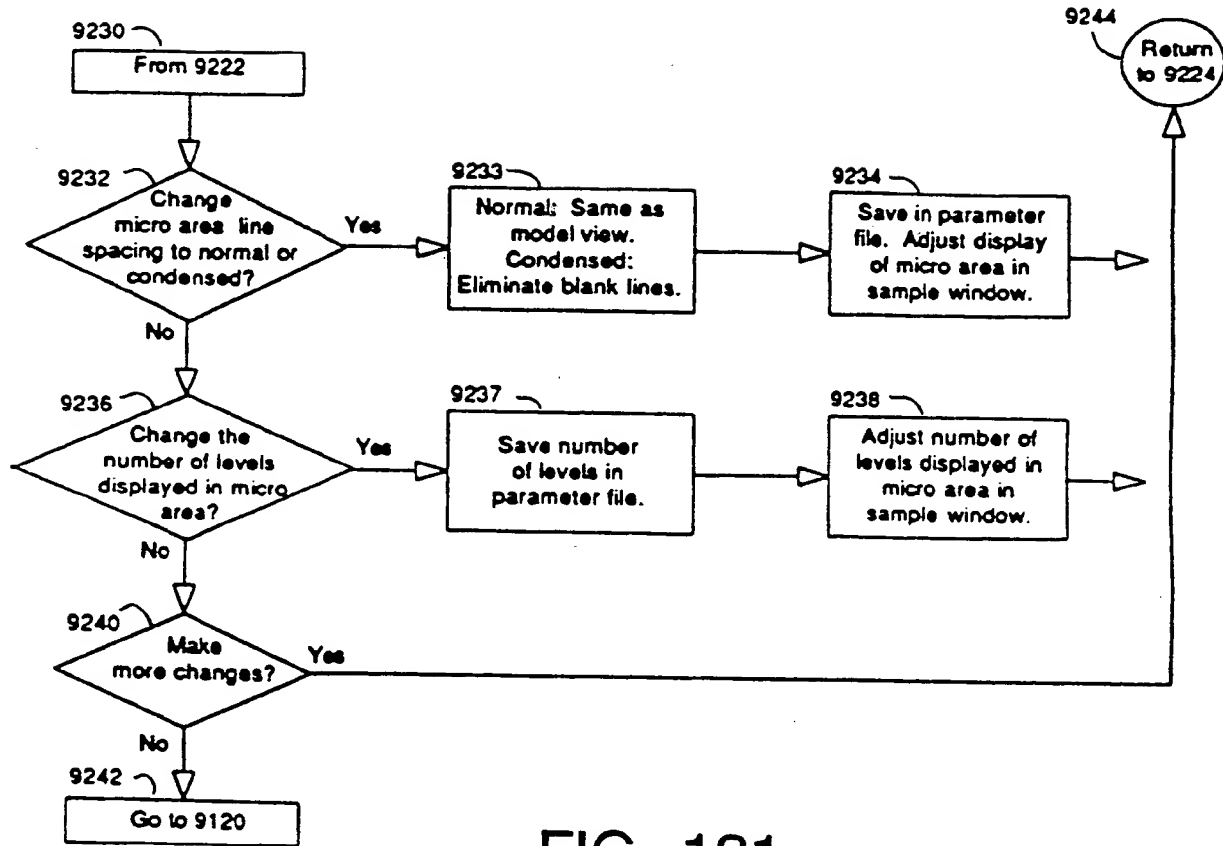 9230
From 9222
9244
Return
to 9224
9232
Change
micro area line
spacing to normal or
condensed?
Yes
No
9233
Normal: Same as
model view.
Condensed:
Eliminate blank lines.
9234
Save in parameter
file. Adjust display
of micro area in
sample window.
9236
Change the
number of levels
displayed in micro
area?
Yes
No
9237
Save number
of levels in
parameter file.
9238
Adjust number of
levels displayed in
micro area in
sample window.
9240
Make
more changes?
Yes
No
9242
Go to 9120